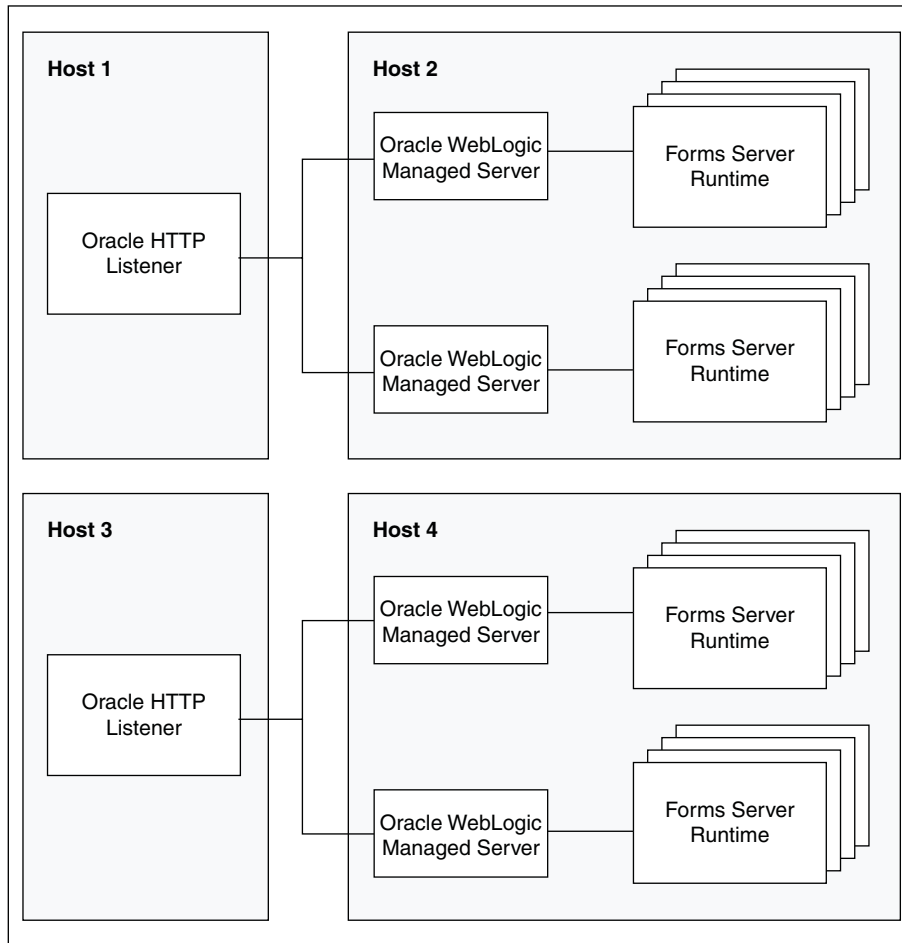 Host 1
Oracle HTTP
Listener
Host 2
Oracle WebLogic
Managed Server
Forms Server
Runtime
Oracle WebLogic
Managed Server
Forms Server
Runtime
Host 3
Oracle HTTP
Listener
Host 4
Oracle WebLogic
Managed Server
Forms Server
Runtime
Oracle WebLogic
Managed Server
Forms Server
Runtime